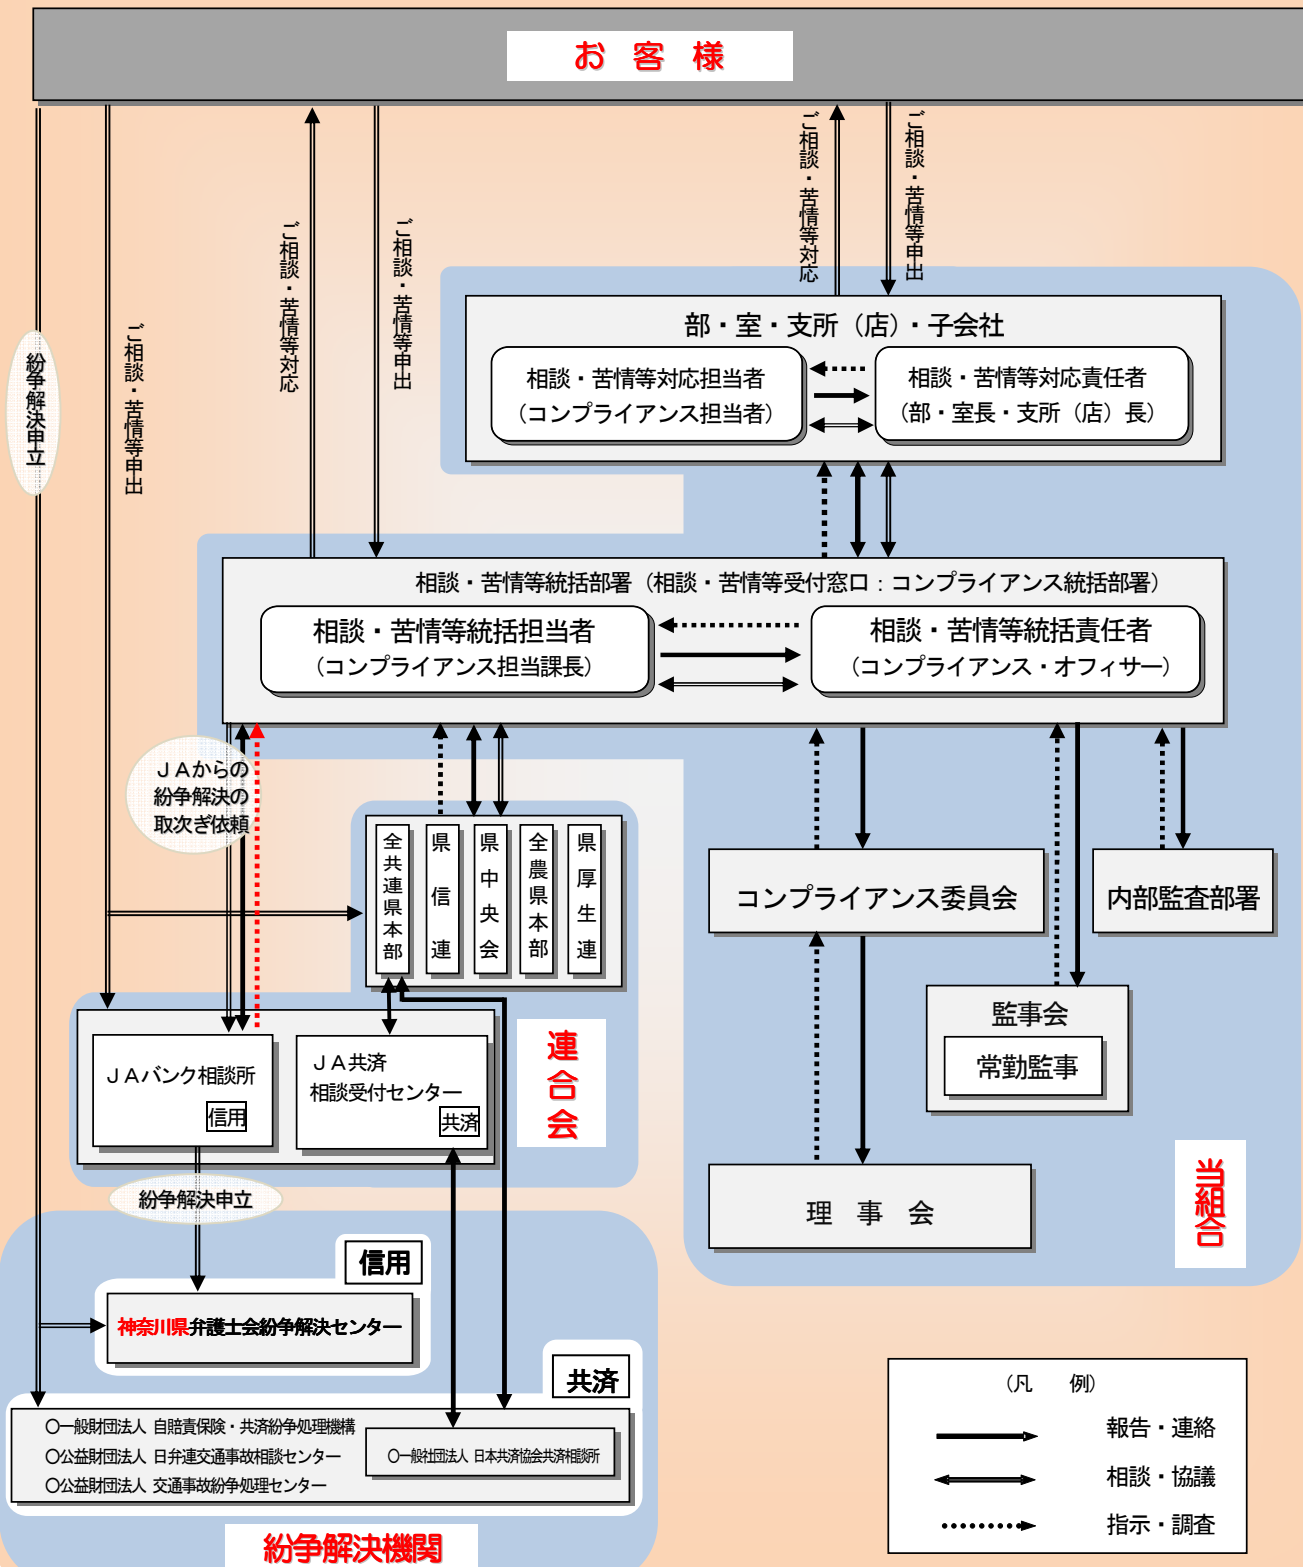 お 客 様
ご相談・苦情等対応
ご相談・苦情等申出
ご相談・苦情等対応
ご相談・苦情等申出
ご相談・苦情等申出
紛争解決申立
部・室・支所（店）・子会社
相談・苦情等対応担当者
（コンプライアンス担当者）
相談・苦情等対応責任者
（部・室長・支所（店）長）
相談・苦情等統括部署（相談・苦情等受付窓口：コンプライアンス統括部署）
相談・苦情等統括担当者
（コンプライアンス担当課長）
相談・苦情等統括責任者
（コンプライアンス・オフィサー）
ＪＡからの
紛争解決の
取次ぎ依頼
全共連県本部
県信連
県中央会
全農県本部
県厚生連
コンプライアンス委員会
内部監査部署
監事会
常勤監事
理 事 会
当組合
連合会
ＪＡバンク相談所
信用
ＪＡ共済
相談受付センター
共済
紛争解決申立
信用
神奈川県弁護士会紛争解決センター
共済
〇一般財団法人 自賠責保険・共済紛争処理機構
〇公益財団法人 日弁連交通事故相談センター
〇公益財団法人 交通事故紛争処理センター
〇一般社団法人 日本共済協会共済相談所
紛争解決機関
（凡 例）
報告・連絡
相談・協議
指示・調査